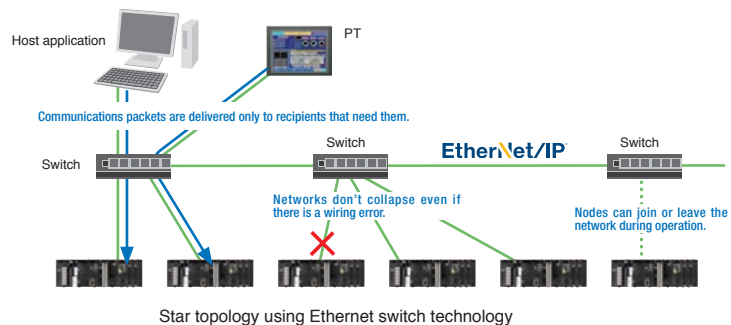 Host application
PT
Communications packets are delivered only to recipients that need them.
Switch
Switch
EtherNet/IP
Switch
Networks don't collapse even if
there is a wiring error.
Nodes can join or leave the
network during operation.
Star topology using Ethernet switch technology